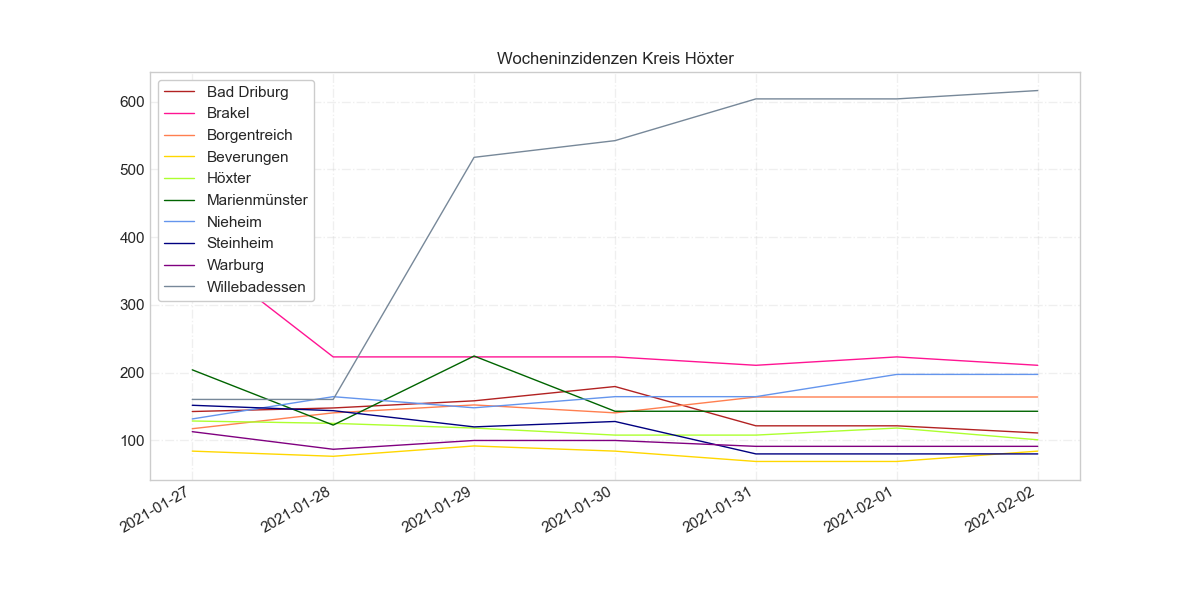 Wocheninzidenzen Kreis Höxter
600
500
400
300
200
100
Bad Driburg
Brakel
Borgentreich
Beverungen
Höxter
Marienmünster
Nieheim
Steinheim
Warburg
Willebadessen
2021-01-27
2021-01-28
2021-01-29
2021-01-30
2021-01-31
2021-02-01
2021-02-02